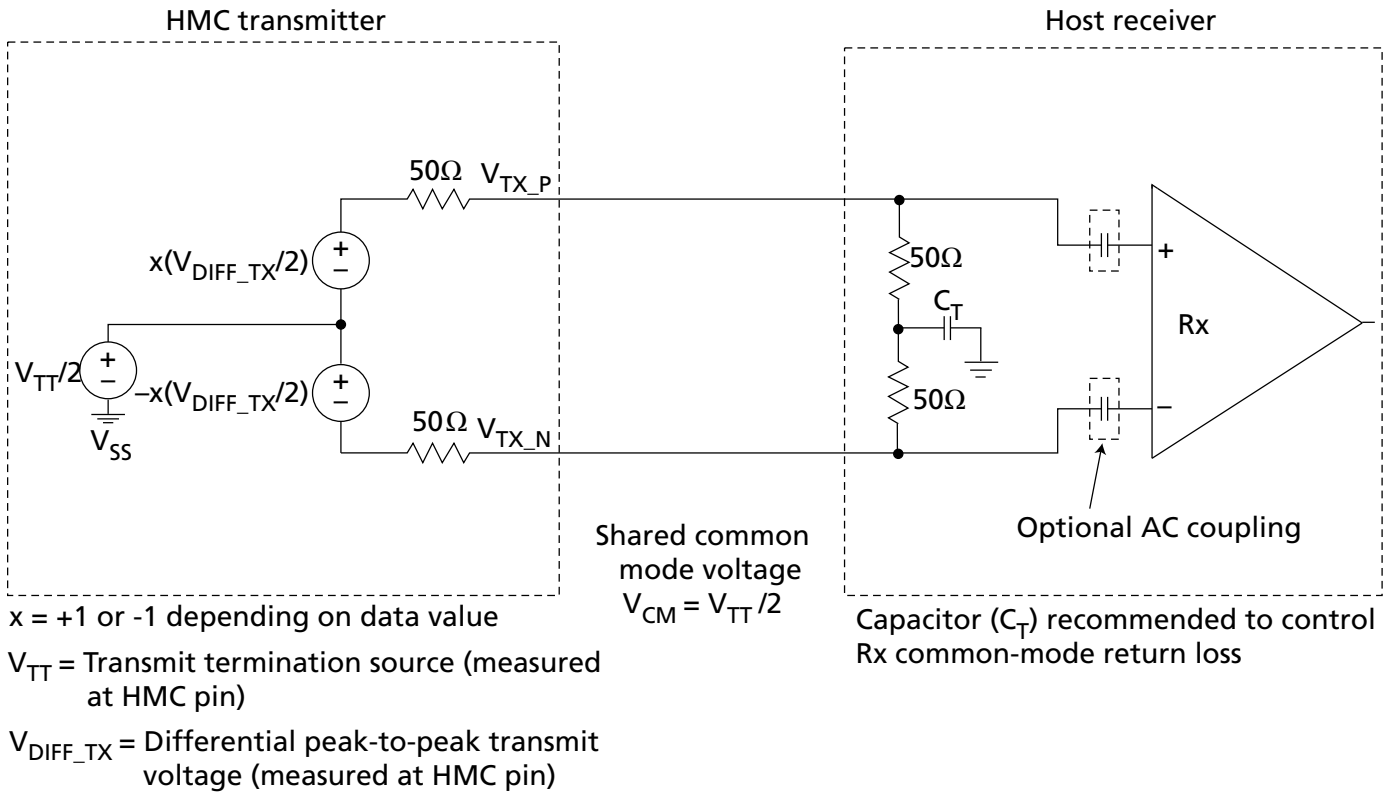 HMC transmitter
Host receiver
50Ω
V_TX_P
x(V_DIFF_TX/2)
+
–
V_TT/2
+
–
V_SS
–x(V_DIFF_TX/2)
+
–
50Ω
V_TX_N
50Ω
C_T
50Ω
+
Rx
–
Optional AC coupling
Shared common
mode voltage
V_CM = V_TT /2
x = +1 or -1 depending on data value
V_TT = Transmit termination source (measured
at HMC pin)
V_DIFF_TX = Differential peak-to-peak transmit
voltage (measured at HMC pin)
Capacitor (C_T) recommended to control
Rx common-mode return loss